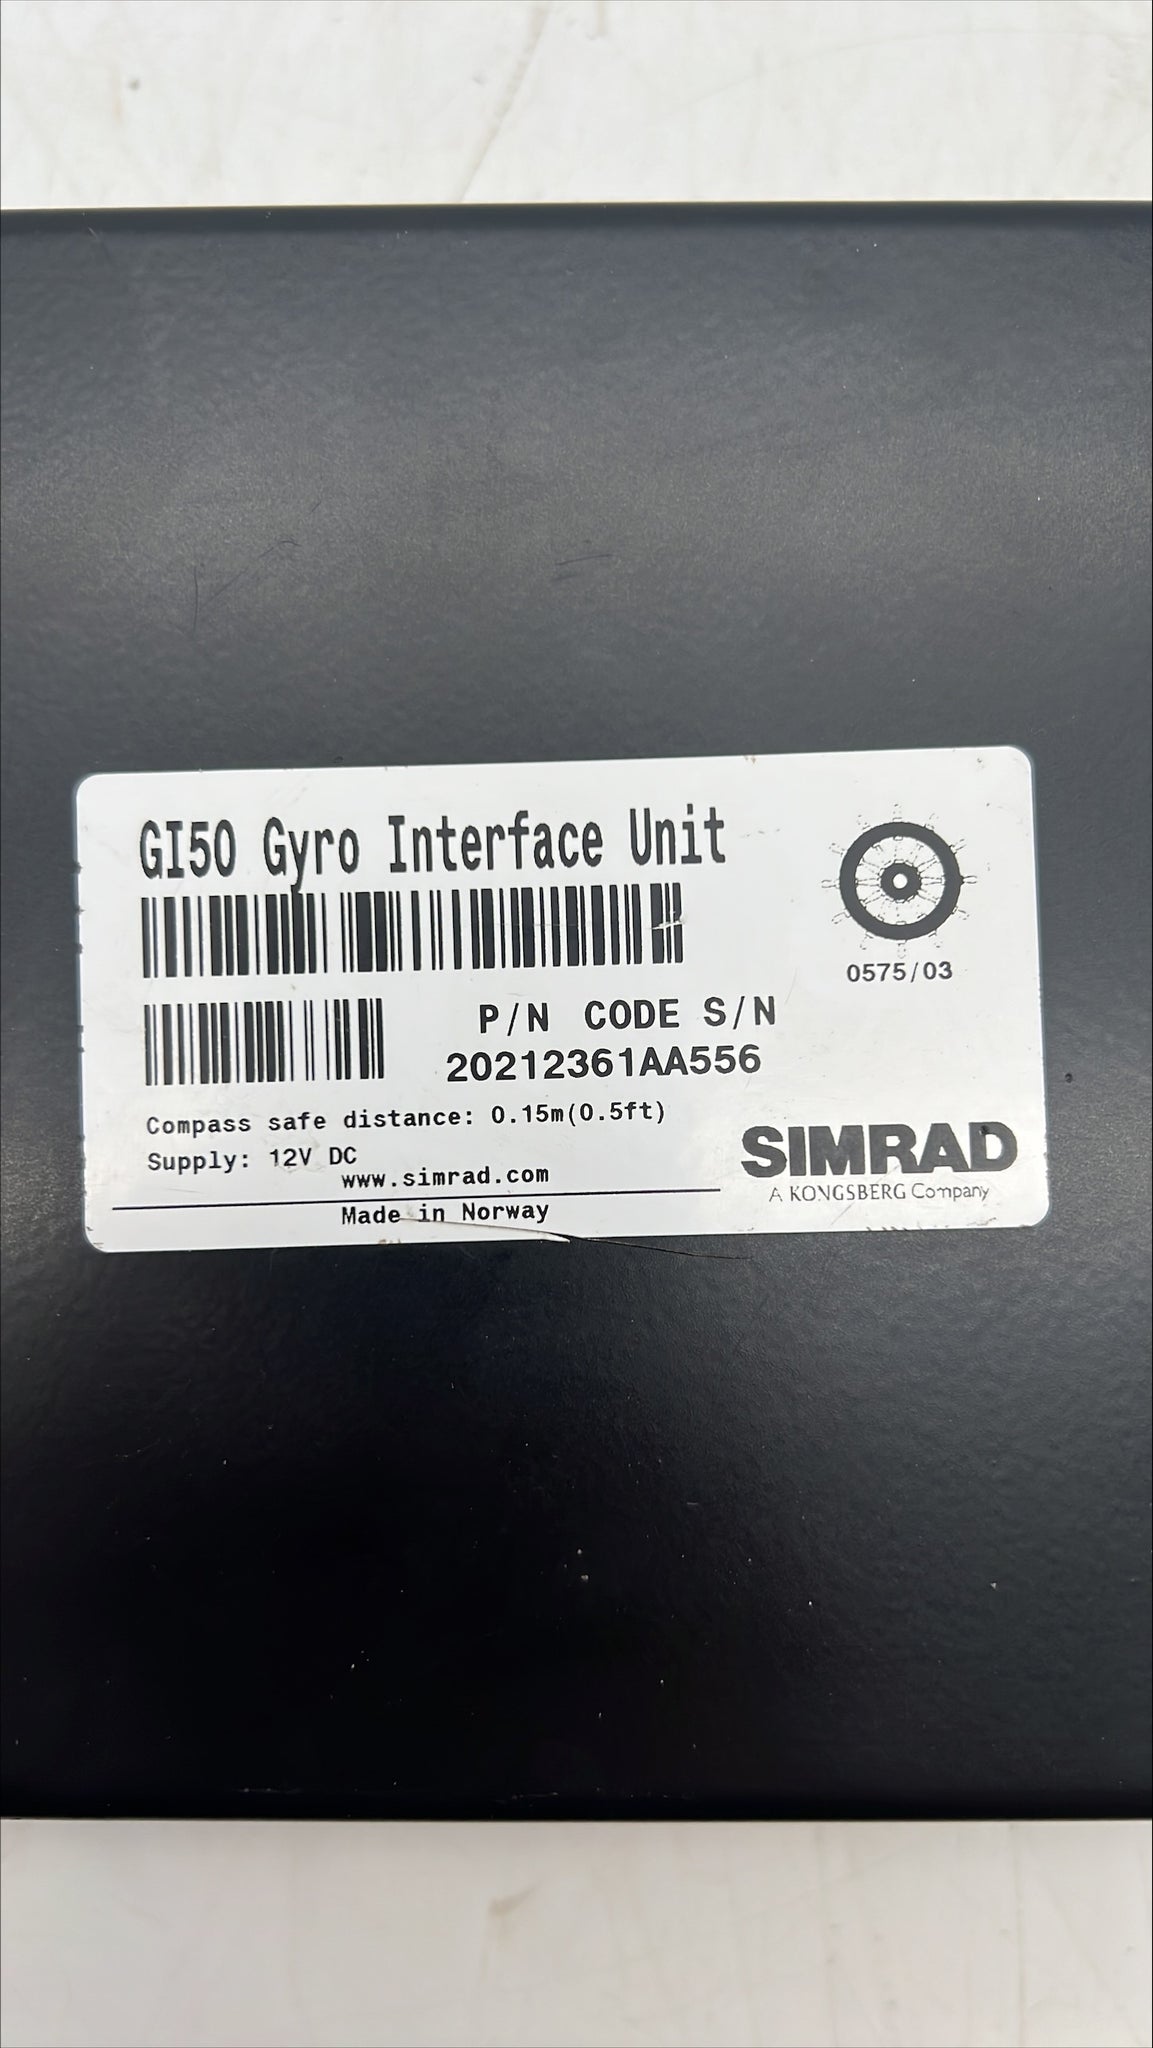 GI50 Gyro Interface Unit
0575/03
P/N CODE S/N
20212361AA556
Compass safe distance: 0.15m(0.5ft)
Supply: 12V DC
www.simrad.com
Made in Norway
SIMRAD
A KONGSBERG Company